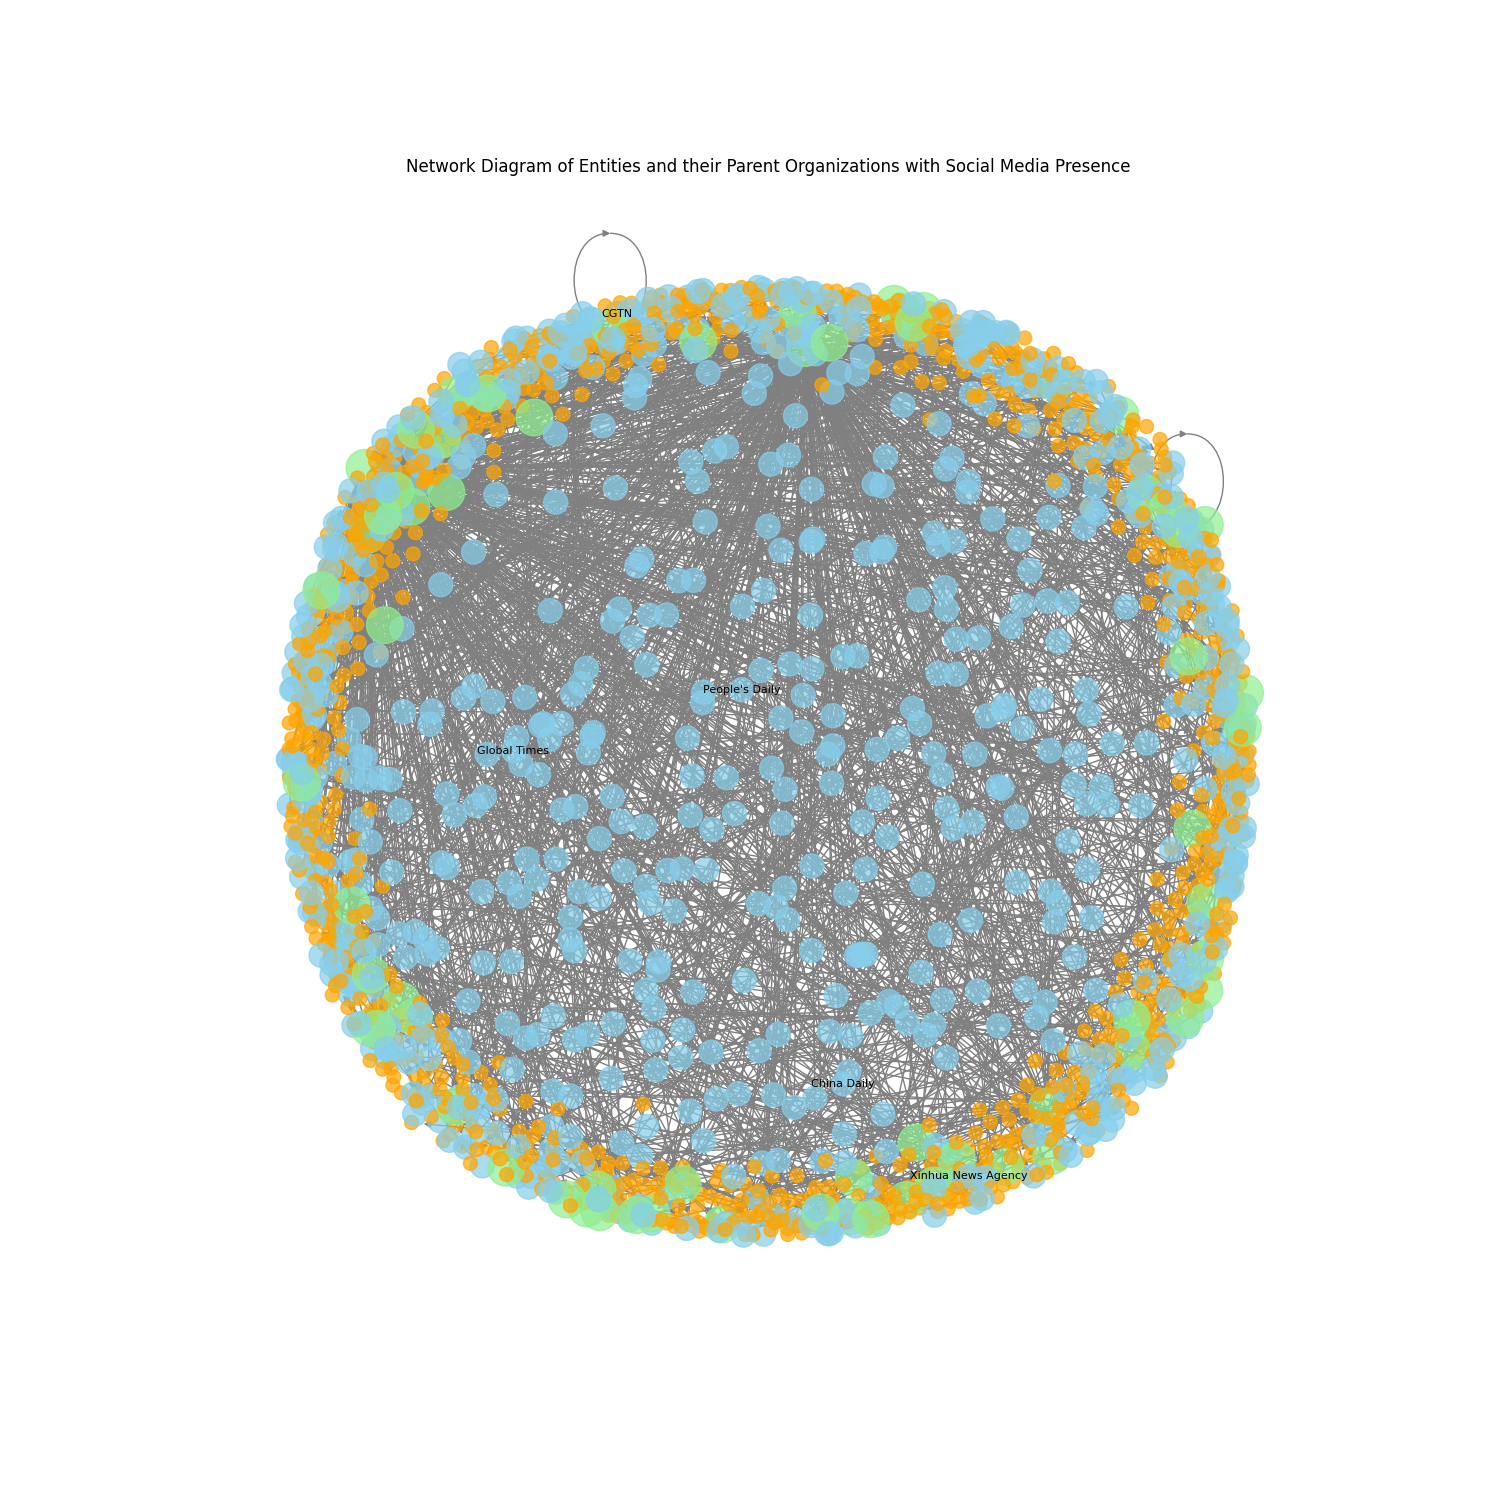 Network Diagram of Entities and their Parent Organizations with Social Media Presence
CGTN
People's Daily
Global Times
China Daily
Xinhua News Agency